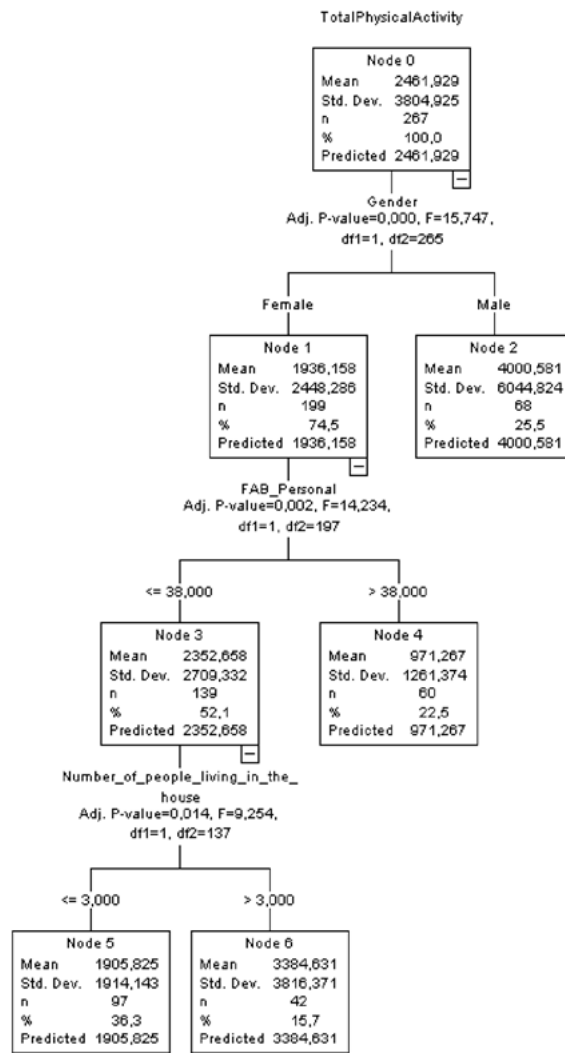 TotalPhysicalActivity
Node 0
Mean 2461,929
Std. Dev. 3804,925
n 267
% 100,0
Predicted 2461,929
Gender
Adj. P-value=0,000, F=15,747,
df1=1, df2=265
Female
Male
Node 1
Mean 1936,158
Std. Dev. 2448,286
n 199
% 74,5
Predicted 1936,158
Node 2
Mean 4000,581
Std. Dev. 6044,824
n 68
% 25,5
Predicted 4000,581
FAB_Personal
Adj. P-value=0,002, F=14,234,
df1=1, df2=197
<= 38,000
> 38,000
Node 3
Mean 2352,658
Std. Dev. 2709,332
n 139
% 52,1
Predicted 2352,658
Node 4
Mean 971,267
Std. Dev. 1261,374
n 60
% 22,5
Predicted 971,267
Number_of_people_living_in_the_
house
Adj. P-value=0,014, F=9,254,
df1=1, df2=137
<= 3,000
> 3,000
Node 5
Mean 1905,825
Std. Dev. 1914,143
n 97
% 36,3
Predicted 1905,825
Node 6
Mean 3384,631
Std. Dev. 3816,371
n 42
% 15,7
Predicted 3384,631